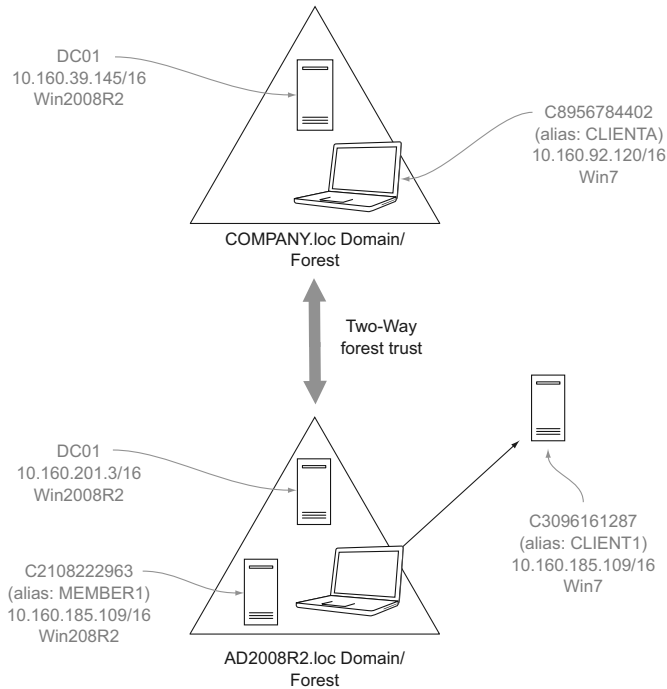 DC01
10.160.39.145/16
Win2008R2
C8956784402
(alias: CLIENTA)
10.160.92.120/16
Win7
COMPANY.loc Domain/
Forest
Two-Way
forest trust
DC01
10.160.201.3/16
Win2008R2
C3096161287
(alias: CLIENT1)
10.160.185.109/16
Win7
C2108222963
(alias: MEMBER1)
10.160.185.109/16
Win208R2
AD2008R2.loc Domain/
Forest